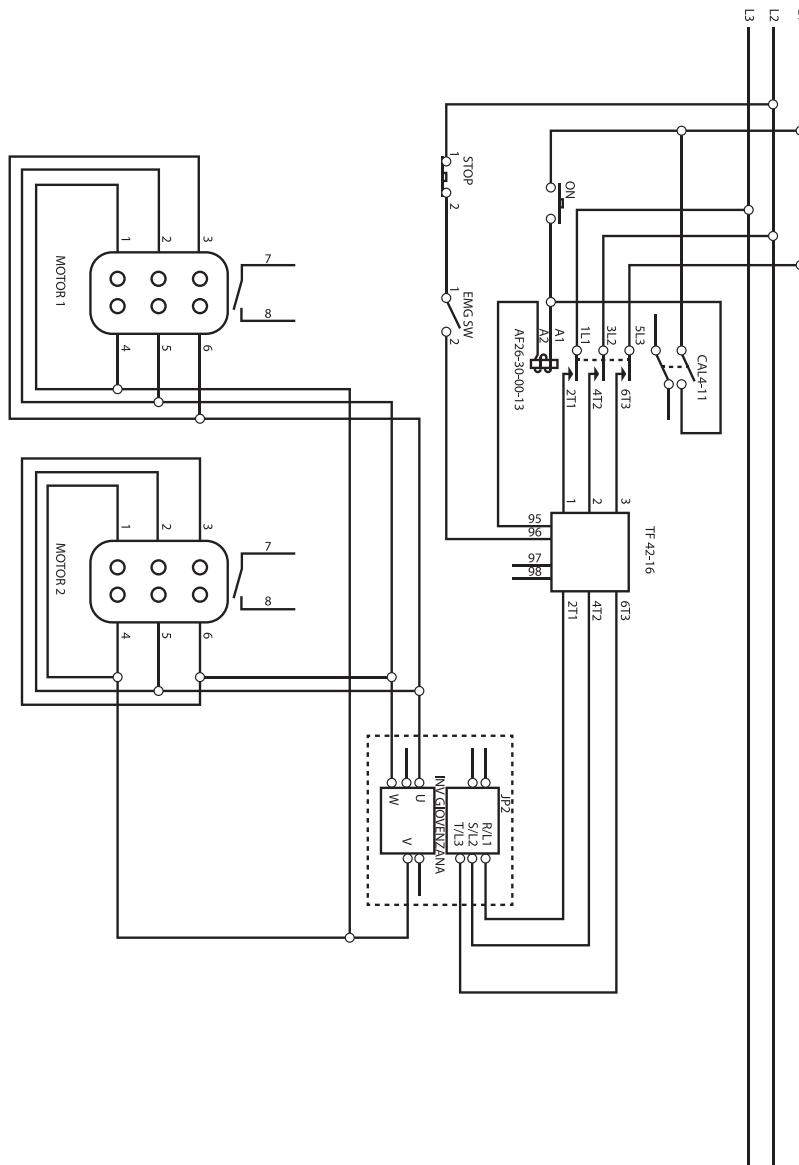 L3
L2
STOP
1
2
ON
EMG SW
1
2
AF26-30-00-13
A2
A1
1L1
3L2
5L3
2T1
4T2
6T3
CAL4-11
1
2
3
95
96
97
98
TF 42-16
2T1
4T2
6T3
MOTOR 1
1
2
3
4
5
6
7
8
MOTOR 2
1
2
3
4
5
6
7
8
INV GIOVENZANA
W
U
V
JP2
T/L3
S/L2
R/L1